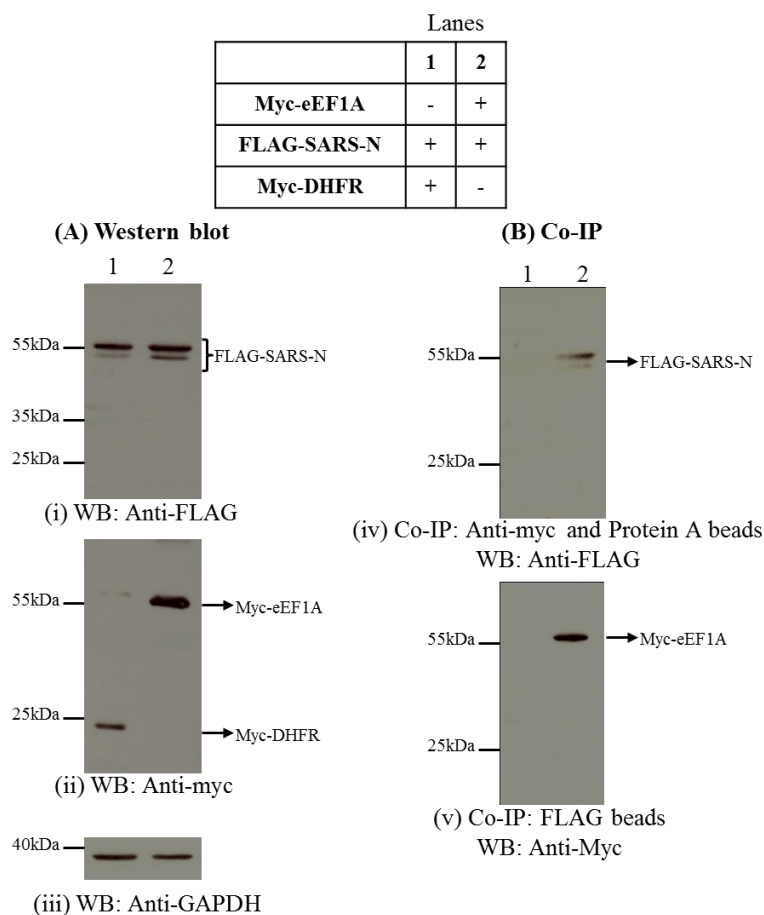 Lanes
1 2
Myc-eEF1A - +
FLAG-SARS-N + +
Myc-DHFR + -
(A) Western blot
1 2
55kDa
FLAG-SARS-N
35kDa
25kDa
(i) WB: Anti-FLAG
55kDa
Myc-eEF1A
25kDa
Myc-DHFR
(ii) WB: Anti-myc
40kDa
(iii) WB: Anti-GAPDH
(B) Co-IP
1 2
55kDa
FLAG-SARS-N
25kDa
(iv) Co-IP: Anti-myc and Protein A beads
WB: Anti-FLAG
55kDa
Myc-eEF1A
25kDa
(v) Co-IP: FLAG beads
WB: Anti-Myc